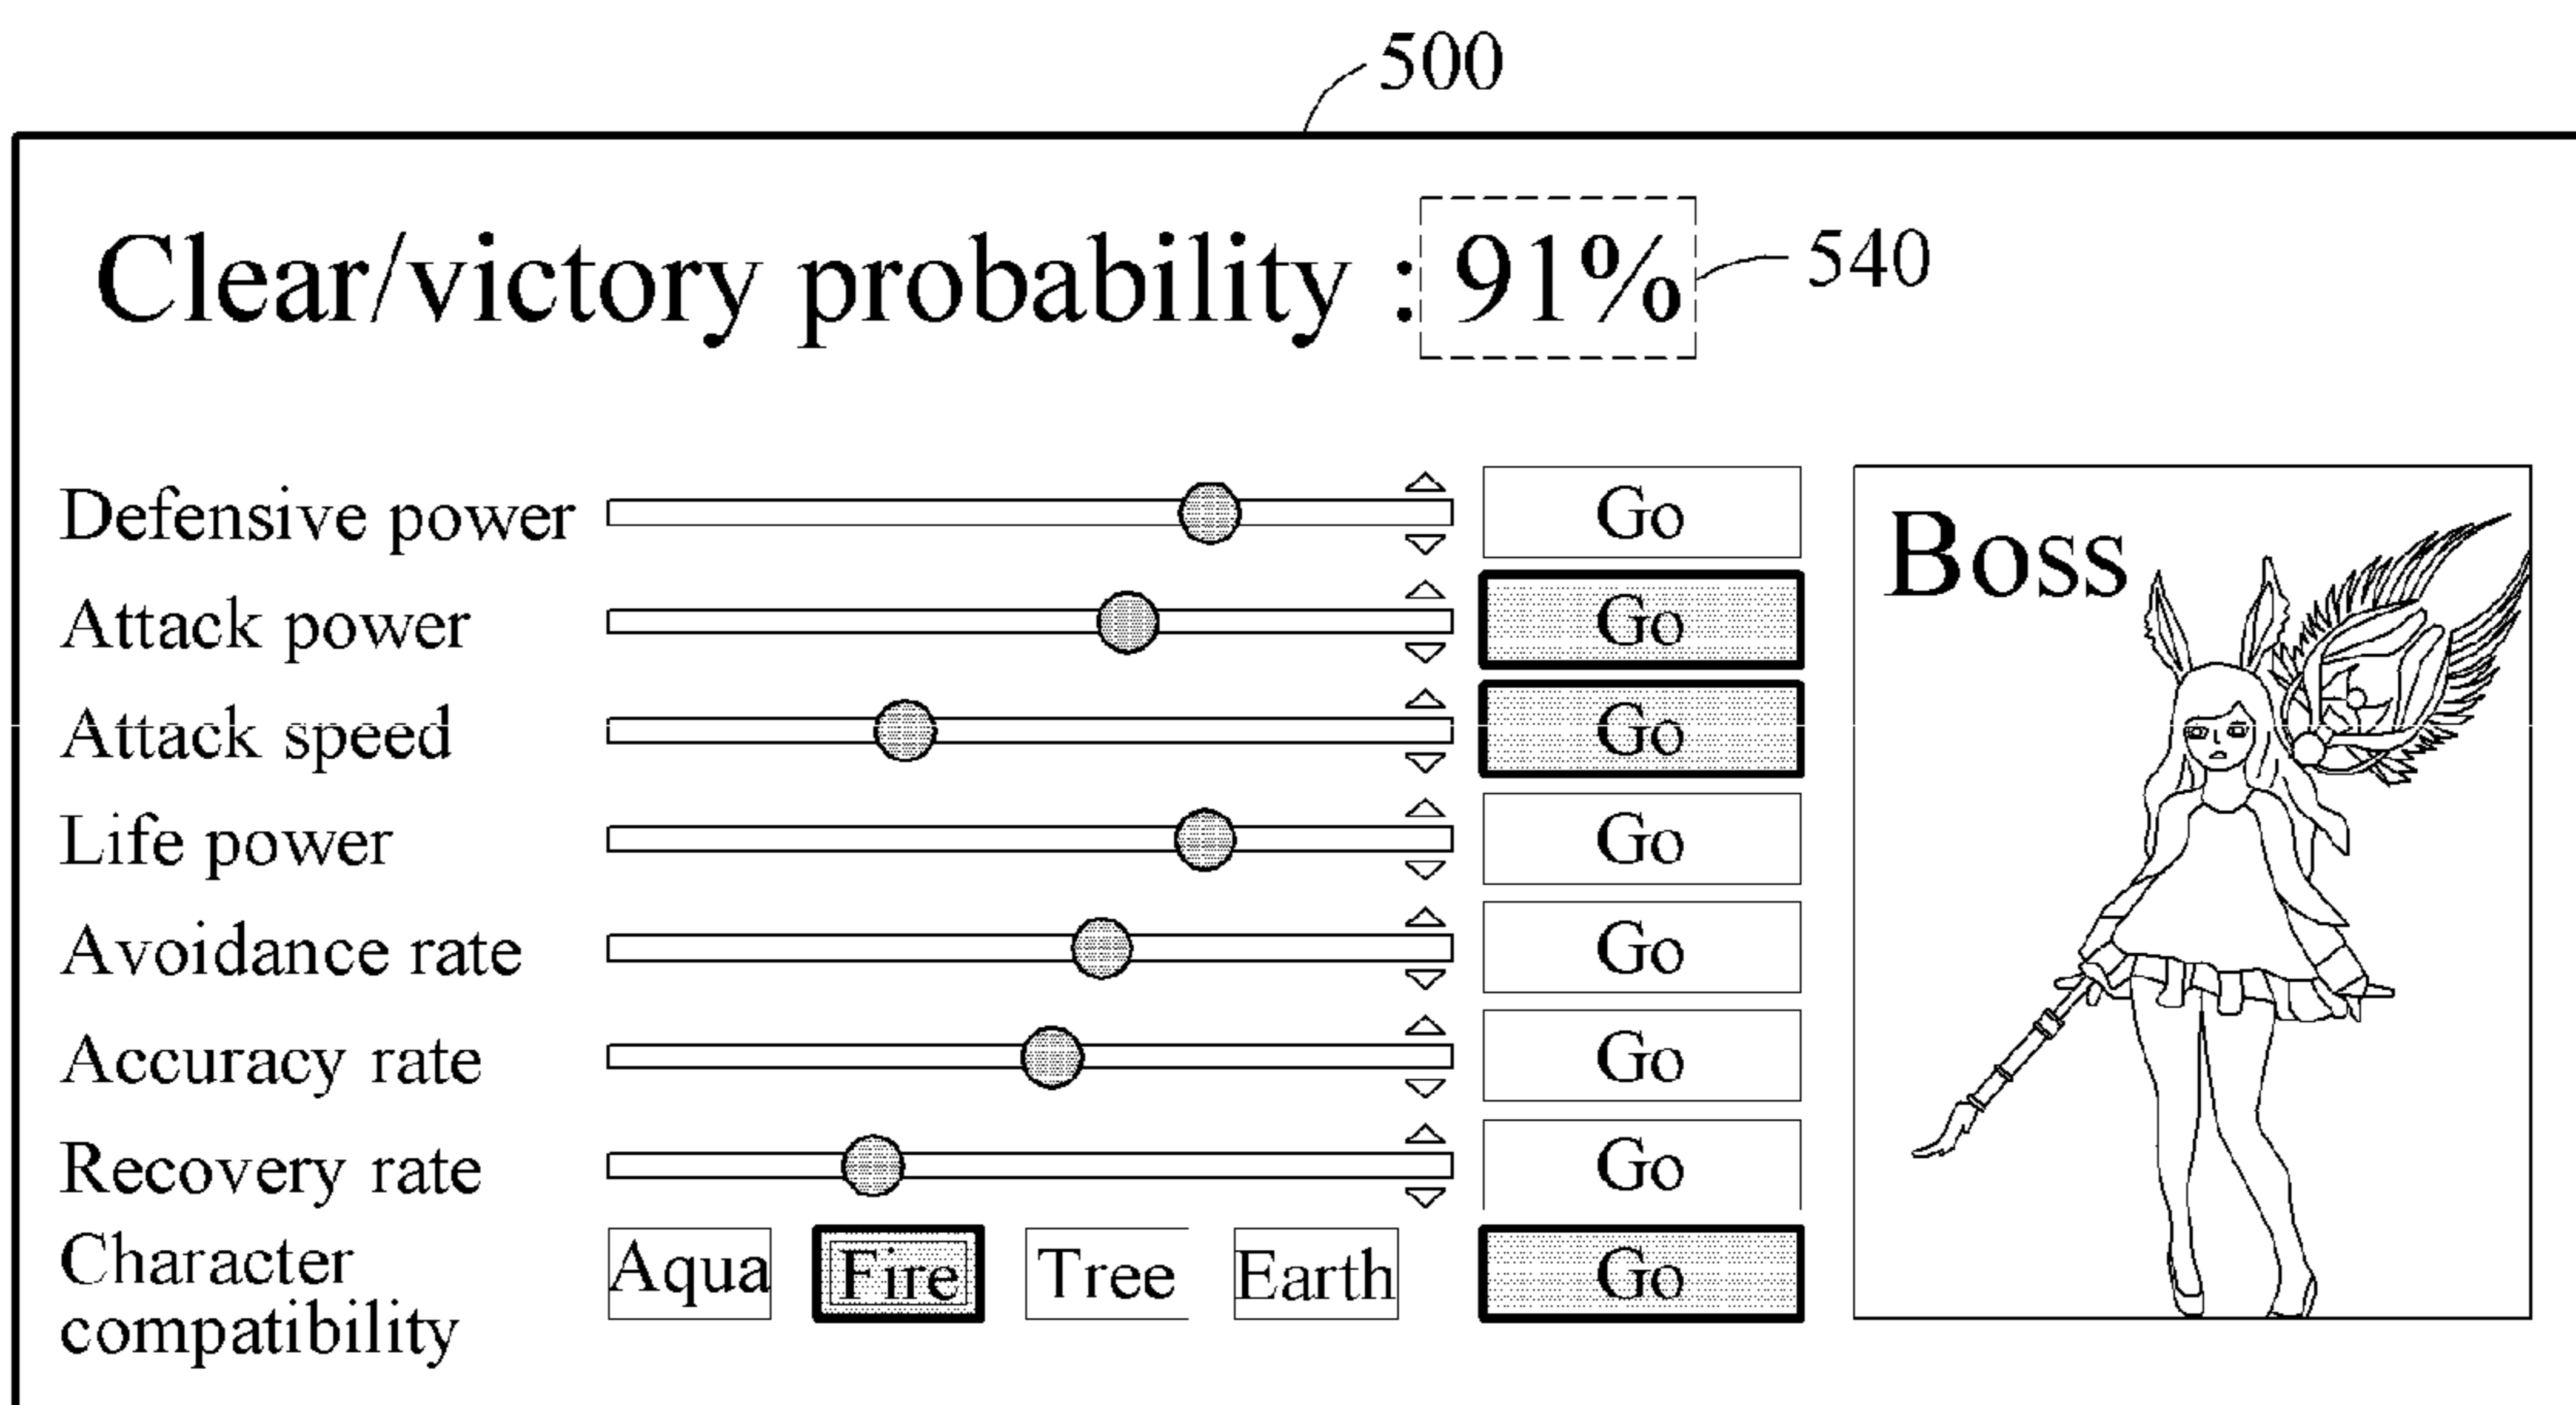 500
Clear/victory probability : 91% 540
Defensive power Go
Attack power Go
Attack speed Go
Life power Go
Avoidance rate Go
Accuracy rate Go
Recovery rate Go
Character
compatibility
Aqua Fire Tree Earth Go
Boss